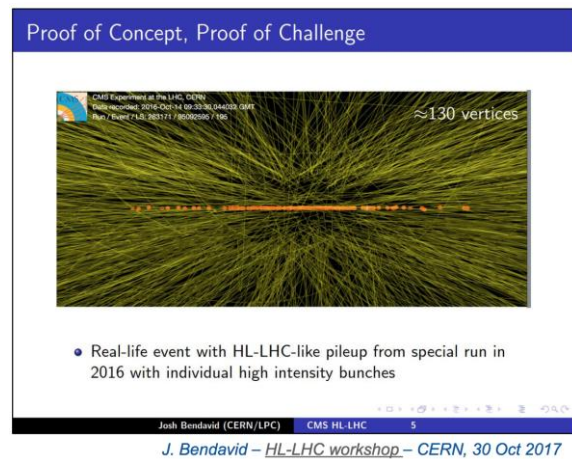 Proof of Concept, Proof of Challenge
CMS
CMS Experiment at the LHC, CERN
Data recorded: 2016-Oct-14 09:33:30.044032 GMT
Run / Event / LS: 283171 / 95092595 / 195
≈130 vertices
Real-life event with HL-LHC-like pileup from special run in
2016 with individual high intensity bunches
Josh Bendavid (CERN/LPC) CMS HL-LHC 5
J. Bendavid – HL-LHC workshop – CERN, 30 Oct 2017